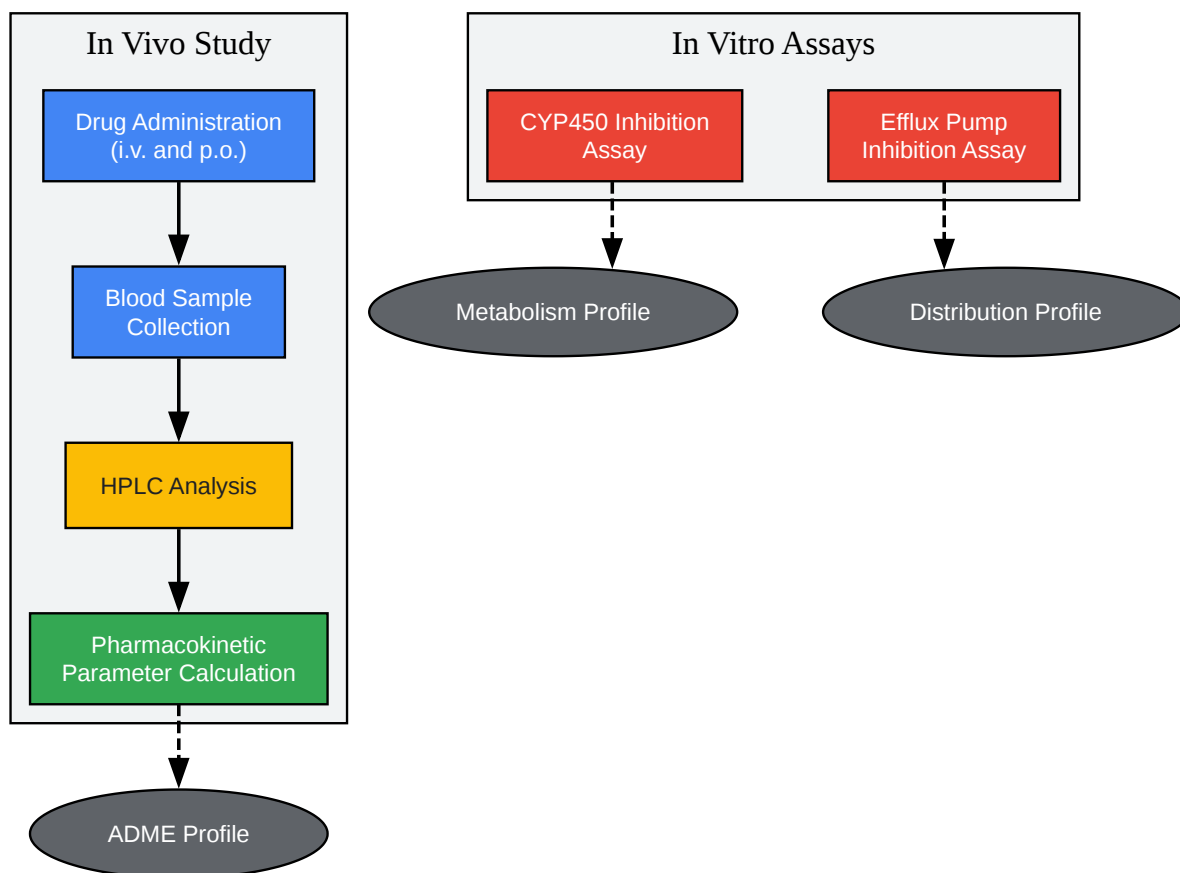 In Vivo Study
Drug Administration
(i.v. and p.o.)
Blood Sample
Collection
HPLC Analysis
Pharmacokinetic
Parameter Calculation
ADME Profile
In Vitro Assays
CYP450 Inhibition
Assay
Efflux Pump
Inhibition Assay
Metabolism Profile
Distribution Profile